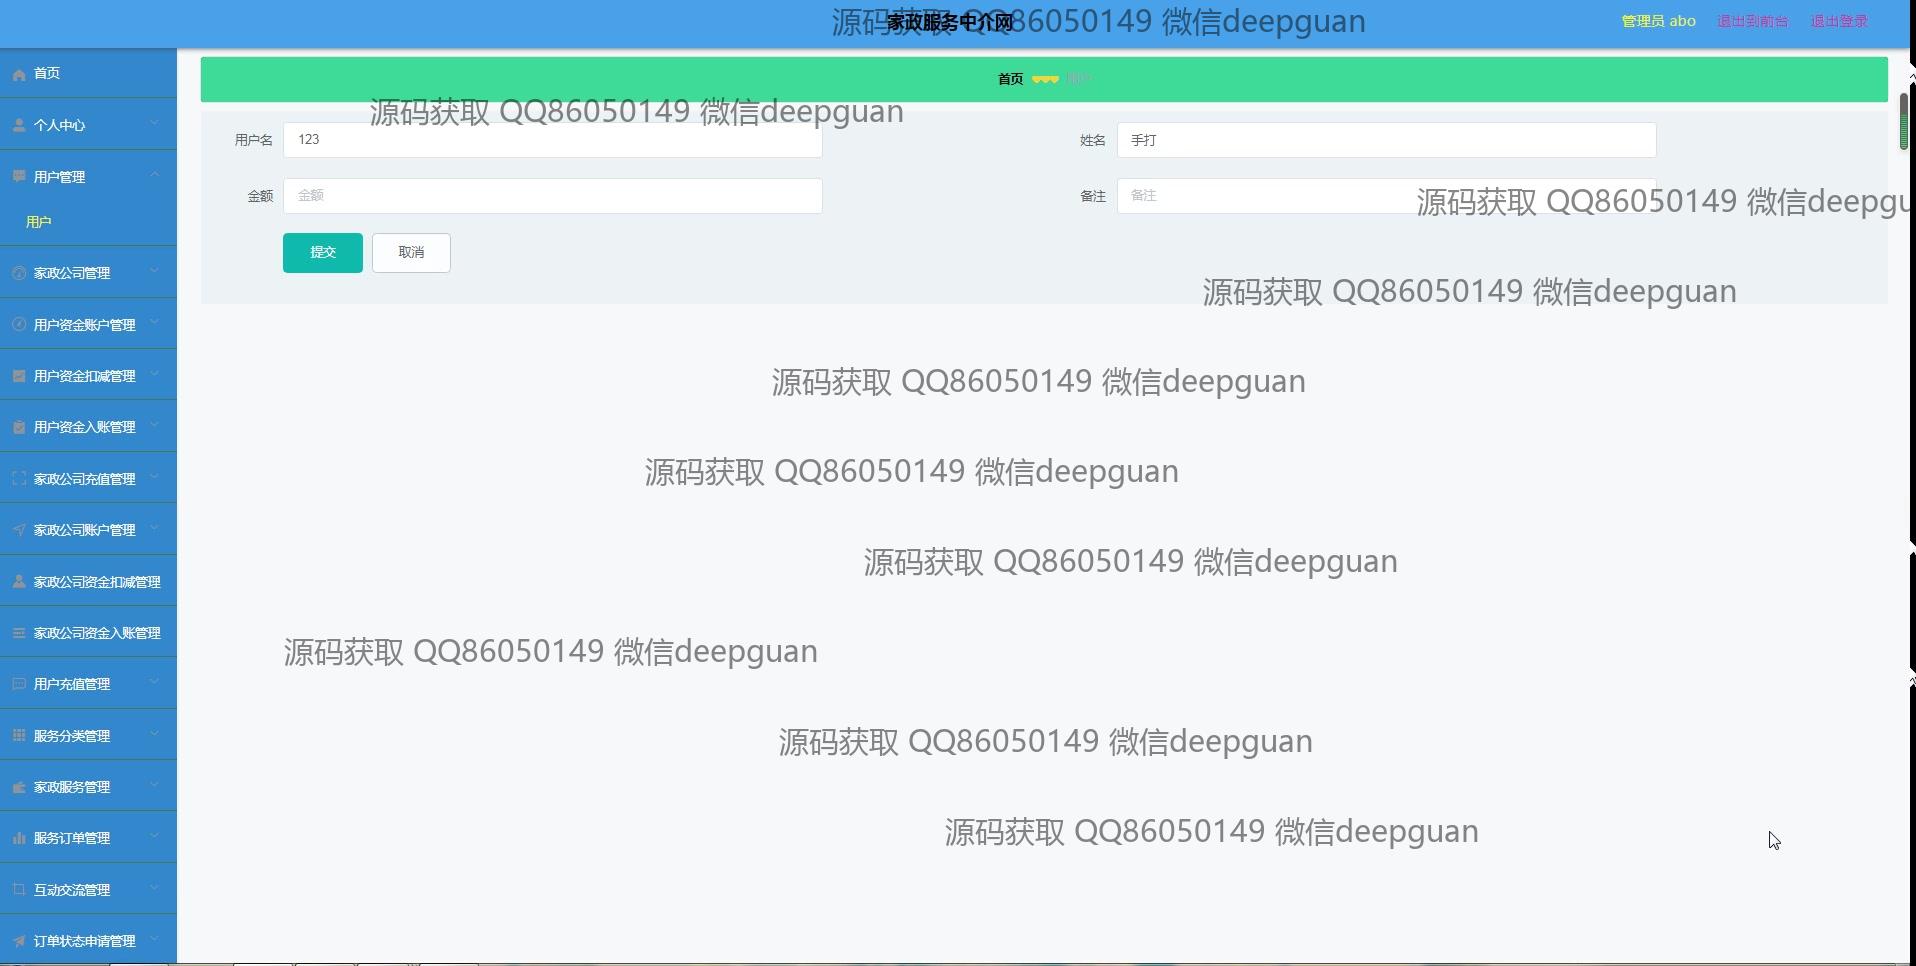 家政服务中介网
源码获取 QQ86050149 微信deepguan
管理员 abo
退出到前台
退出登录
首页
个人中心
用户管理
用户
家政公司管理
用户资金账户管理
用户资金扣减管理
用户资金入账管理
家政公司充值管理
家政公司账户管理
家政公司资金扣减管理
家政公司资金入账管理
用户充值管理
服务分类管理
家政服务管理
服务订单管理
互动交流管理
订单状态申请管理
首页 用户
源码获取 QQ86050149 微信deepguan
用户名 123
姓名 手打
金额 金额
备注 备注
源码获取 QQ86050149 微信deepgu
提交
取消
源码获取 QQ86050149 微信deepguan
源码获取 QQ86050149 微信deepguan
源码获取 QQ86050149 微信deepguan
源码获取 QQ86050149 微信deepguan
源码获取 QQ86050149 微信deepguan
源码获取 QQ86050149 微信deepguan
源码获取 QQ86050149 微信deepguan